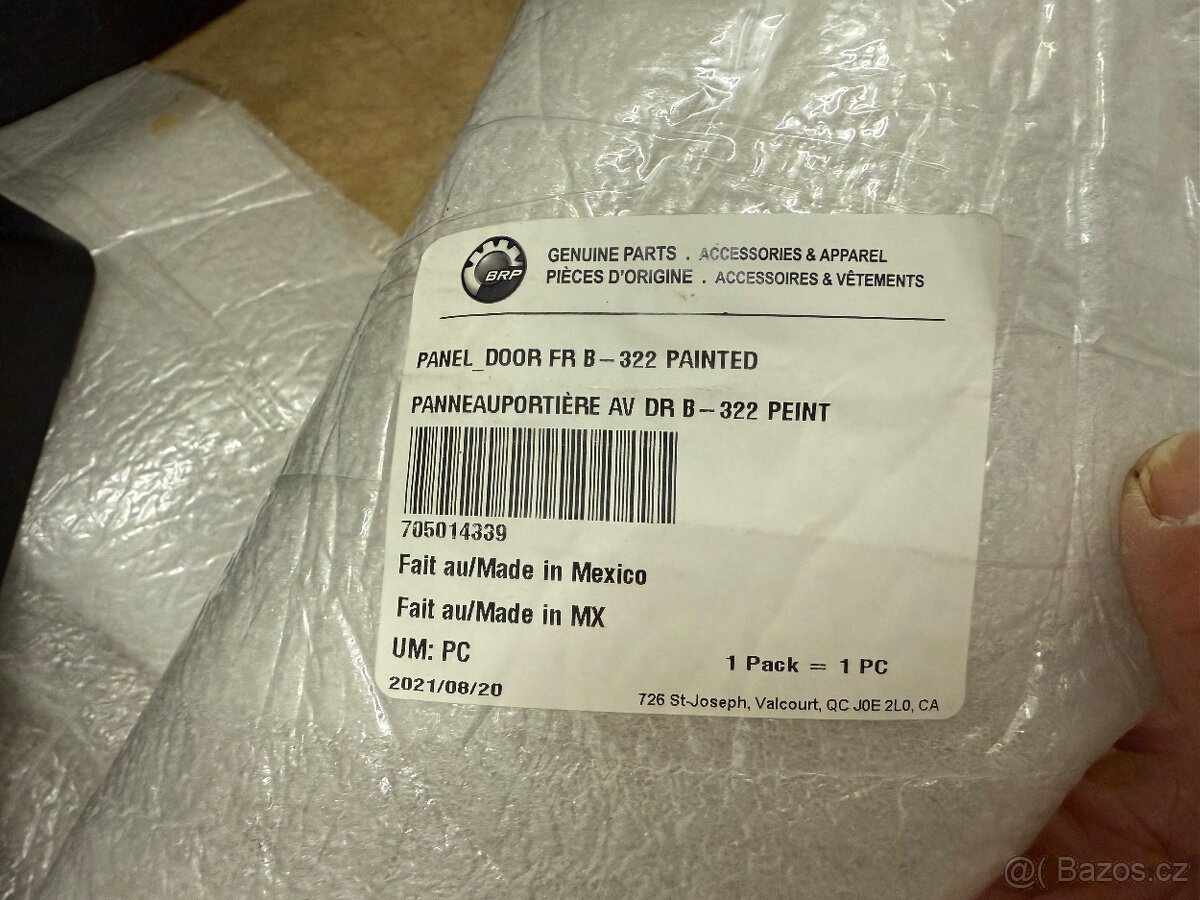 BRP
GENUINE PARTS . ACCESSORIES & APPAREL
PIÈCES D'ORIGINE . ACCESSOIRES & VÊTEMENTS
PANEL_DOOR FR B-322 PAINTED
PANNEAUPORTIÈRE AV DR B-322 PEINT
705014339
Fait au/Made in Mexico
Fait au/Made in MX
UM: PC
1 Pack = 1 PC
2021/08/20
726 St-Joseph, Valcourt, QC J0E 2L0, CA
@( Bazos.cz